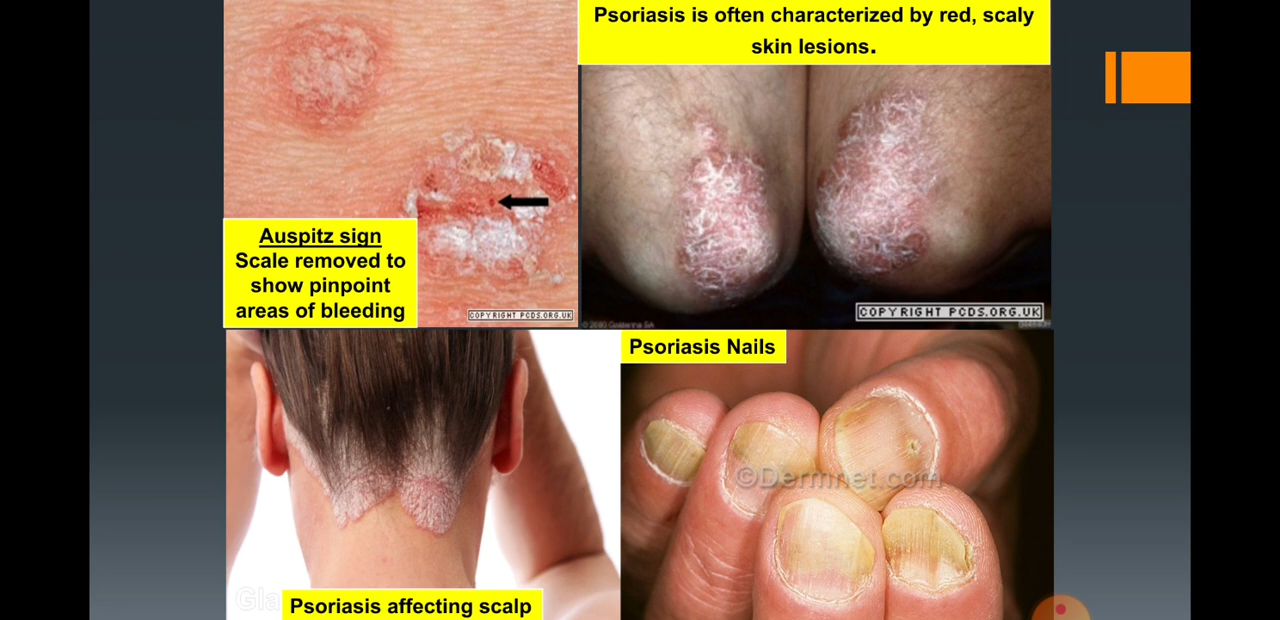 Psoriasis is often characterized by red, scaly
skin lesions.
Auspitz sign
Scale removed to
show pinpoint
areas of bleeding
COPYRIGHT PCDS.ORG.UK
COPYRIGHT PCDS.ORG.UK
Psoriasis Nails
©Dermnet.com
Psoriasis affecting scalp